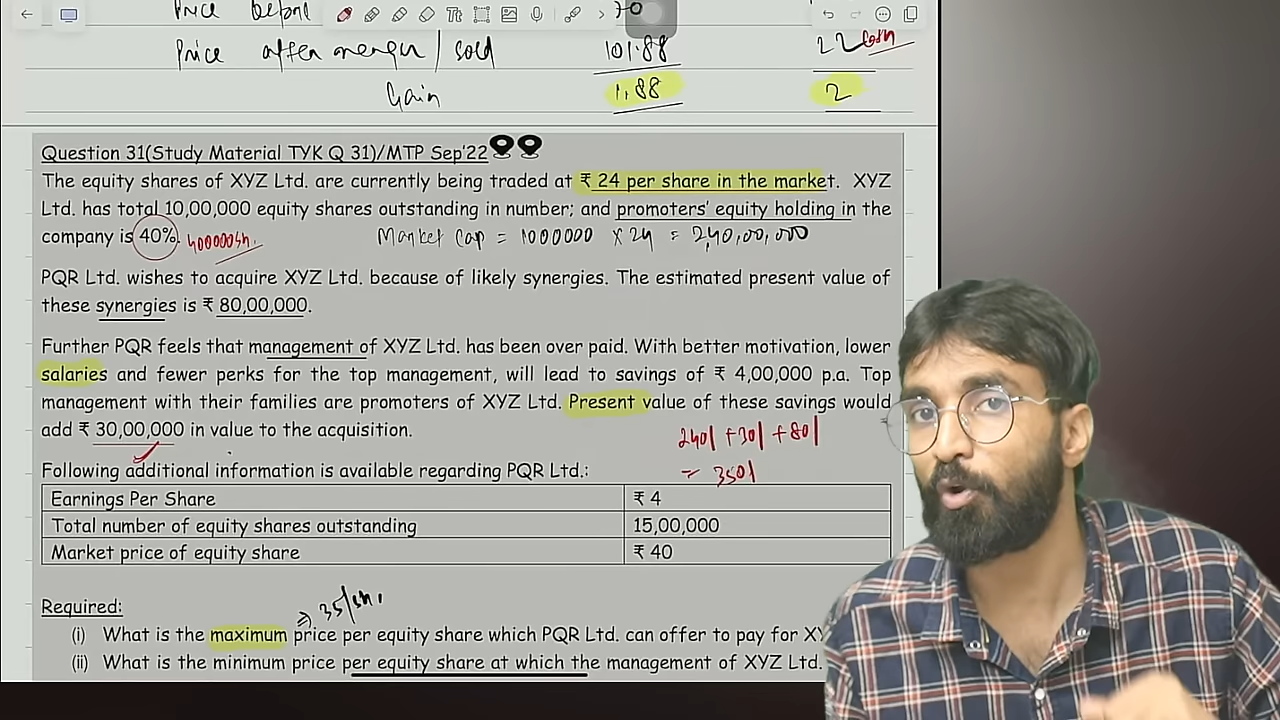 Price before 70
Price after merger / sold 101.88 22 Cash
Gain 1.88 2
Question 31(Study Material TYK Q 31)/MTP Sep'22
The equity shares of XYZ Ltd. are currently being traded at ₹ 24 per share in the market. XYZ
Ltd. has total 10,00,000 equity shares outstanding in number; and promoters' equity holding in the
company is 40%. 400000sh. Market Cap = 1000000 × 24 = 2,40,00,000
PQR Ltd. wishes to acquire XYZ Ltd. because of likely synergies. The estimated present value of
these synergies is ₹ 80,00,000.
Further PQR feels that management of XYZ Ltd. has been over paid. With better motivation, lower
salaries and fewer perks for the top management, will lead to savings of ₹ 4,00,000 p.a. Top
management with their families are promoters of XYZ Ltd. Present value of these savings would
add ₹ 30,00,000 in value to the acquisition.
240l + 30l + 80l
= 350l
Following additional information is available regarding PQR Ltd.:
Earnings Per Share ₹ 4
Total number of equity shares outstanding 15,00,000
Market price of equity share ₹ 40
Required:
⇒ 35/sh.
(i) What is the maximum price per equity share which PQR Ltd. can offer to pay for XY
(ii) What is the minimum price per equity share at which the management of XYZ Ltd.